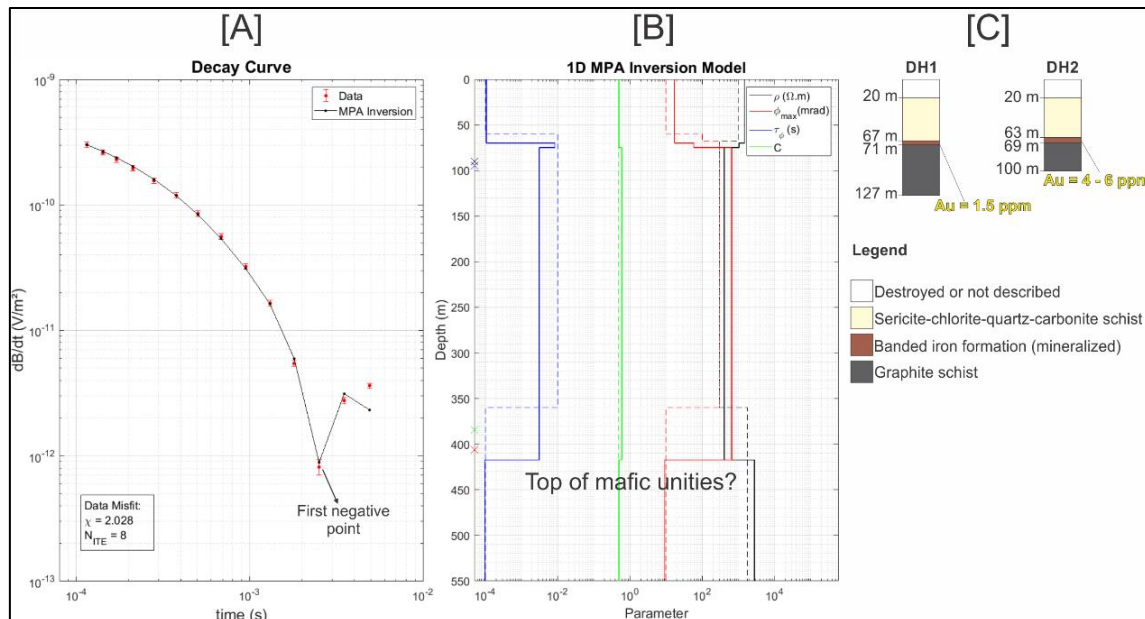 [A]
Decay Curve
Data
MPA Inversion
dB/dt (V/m²)
10⁻⁹
10⁻¹⁰
10⁻¹¹
10⁻¹²
10⁻¹³
Data Misfit:
χ = 2.028
N_ITE = 8
First negative
point
10⁻⁴ 10⁻³ 10⁻²
time (s)
[B]
1D MPA Inversion Model
ρ (Ω.m)
ϕ_max(mrad)
τ_ϕ (s)
C
Depth (m)
0
50
100
150
200
250
300
350
400
450
500
550
Top of mafic unities?
10⁻⁴ 10⁻² 10⁰ 10² 10⁴
Parameter
[C]
DH1
20 m
67 m
71 m
127 m
Au = 1.5 ppm
DH2
20 m
63 m
69 m
100 m
Au = 4 - 6 ppm
Legend
Destroyed or not described
Sericite-chlorite-quartz-carbonite schist
Banded iron formation (mineralized)
Graphite schist